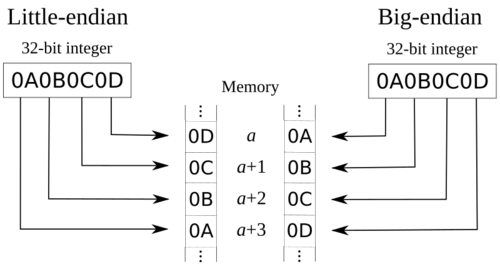 Little-endian
Big-endian
32-bit integer
32-bit integer
0A0B0C0D
0A0B0C0D
Memory
⋮ ⋮
0D a 0A
0C a+1 0B
0B a+2 0C
0A a+3 0D
⋮ ⋮